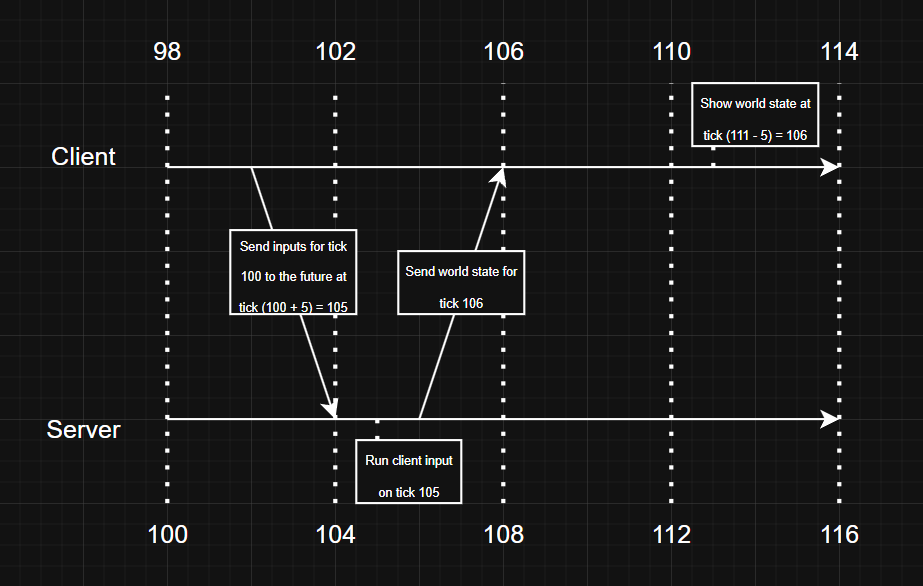 98 102 106 110 114
Show world state at
tick (111 - 5) = 106
Client
Send inputs for tick
100 to the future at
tick (100 + 5) = 105
Send world state for
tick 106
Server
Run client input
on tick 105
100 104 108 112 116